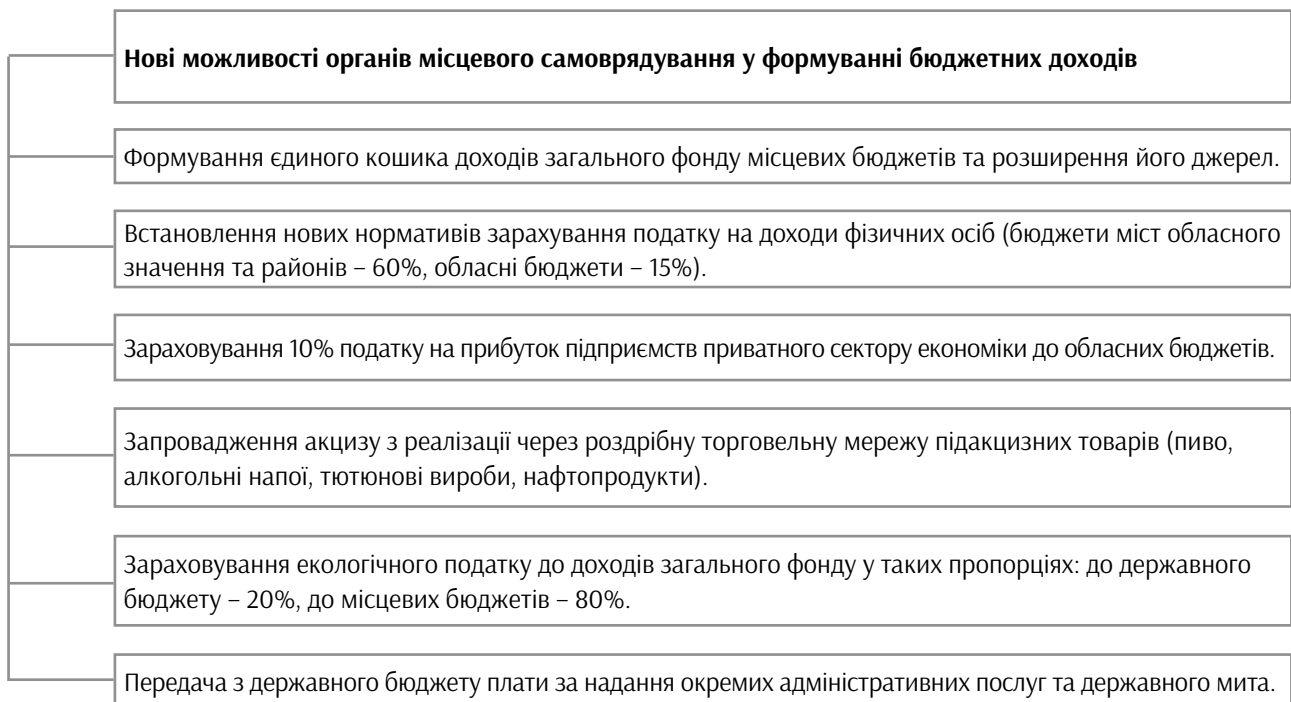 Нові можливості органів місцевого самоврядування у формуванні бюджетних доходів
Формування єдиного кошика доходів загального фонду місцевих бюджетів та розширення його джерел.
Встановлення нових нормативів зарахування податку на доходи фізичних осіб (бюджети міст обласного
значення та районів – 60%, обласні бюджети – 15%).
Зараховування 10% податку на прибуток підприємств приватного сектору економіки до обласних бюджетів.
Запровадження акцизу з реалізації через роздрібну торговельну мережу підакцизних товарів (пиво,
алкогольні напої, тютюнові вироби, нафтопродукти).
Зараховування екологічного податку до доходів загального фонду у таких пропорціях: до державного
бюджету – 20%, до місцевих бюджетів – 80%.
Передача з державного бюджету плати за надання окремих адміністративних послуг та державного мита.